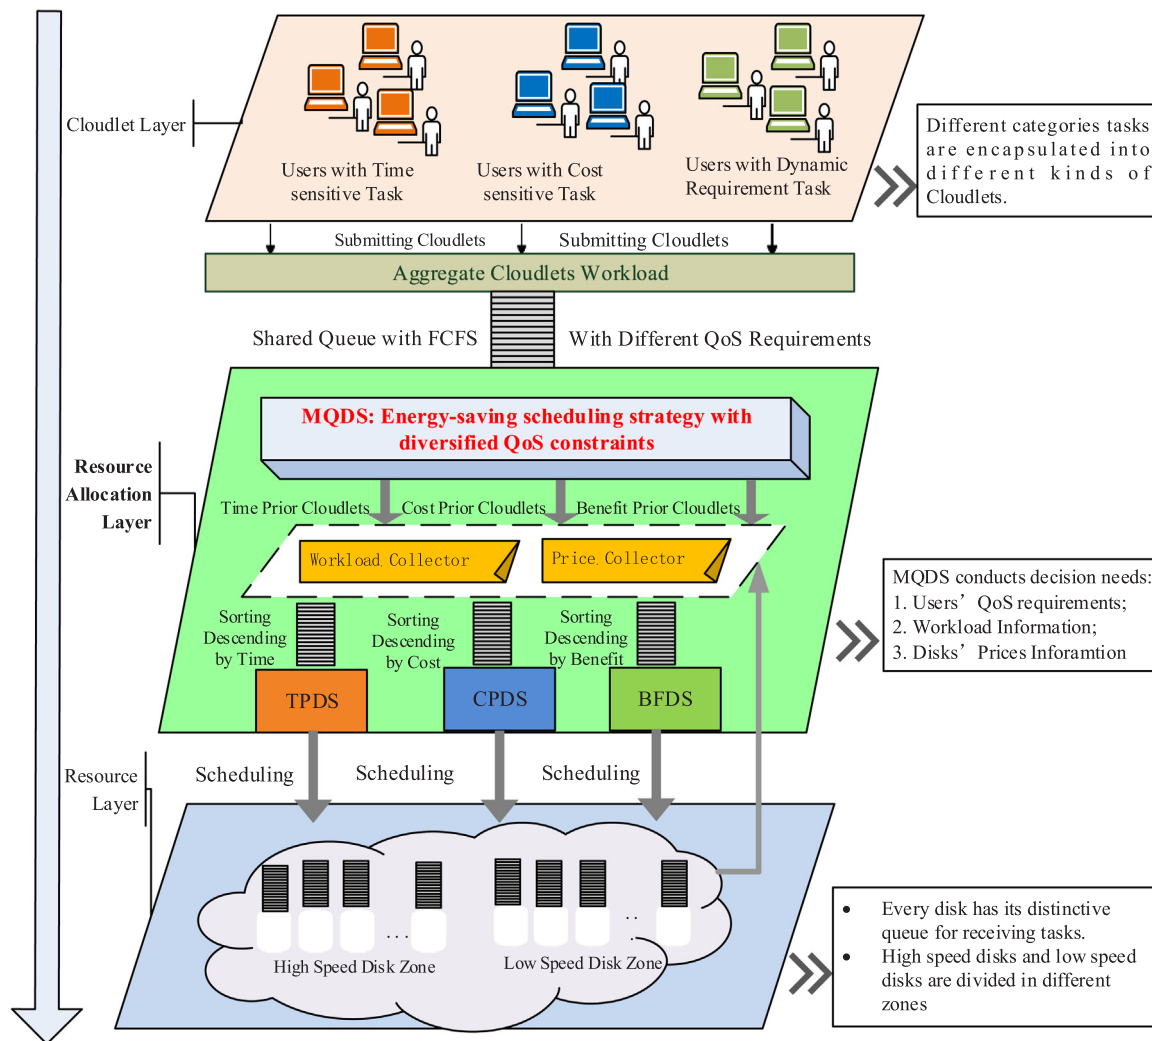 Cloudlet Layer
Users with Time
sensitive Task
Users with Cost
sensitive Task
Users with Dynamic
Requirement Task
Different categories tasks
are encapsulated into
different kinds of
Cloudlets.
Submitting Cloudlets
Submitting Cloudlets
Aggregate Cloudlets Workload
Shared Queue with FCFS
With Different QoS Requirements
MQDS: Energy-saving scheduling strategy with
diversified QoS constraints
Resource
Allocation
Layer
Time Prior Cloudlets
Cost Prior Cloudlets
Benefit Prior Cloudlets
Workload Collector
Price Collector
MQDS conducts decision needs:
1. Users’ QoS requirements;
2. Workload Information;
3. Disks’ Prices Inforamtion
Sorting
Descending
by Time
Sorting
Descending
by Cost
Sorting
Descending
by Benefit
TPDS
CPDS
BFDS
Resource
Layer
Scheduling
Scheduling
Scheduling
...
.. .
High Speed Disk Zone
Low Speed Disk Zone
• Every disk has its distinctive
queue for receiving tasks.
• High speed disks and low speed
disks are divided in different
zones